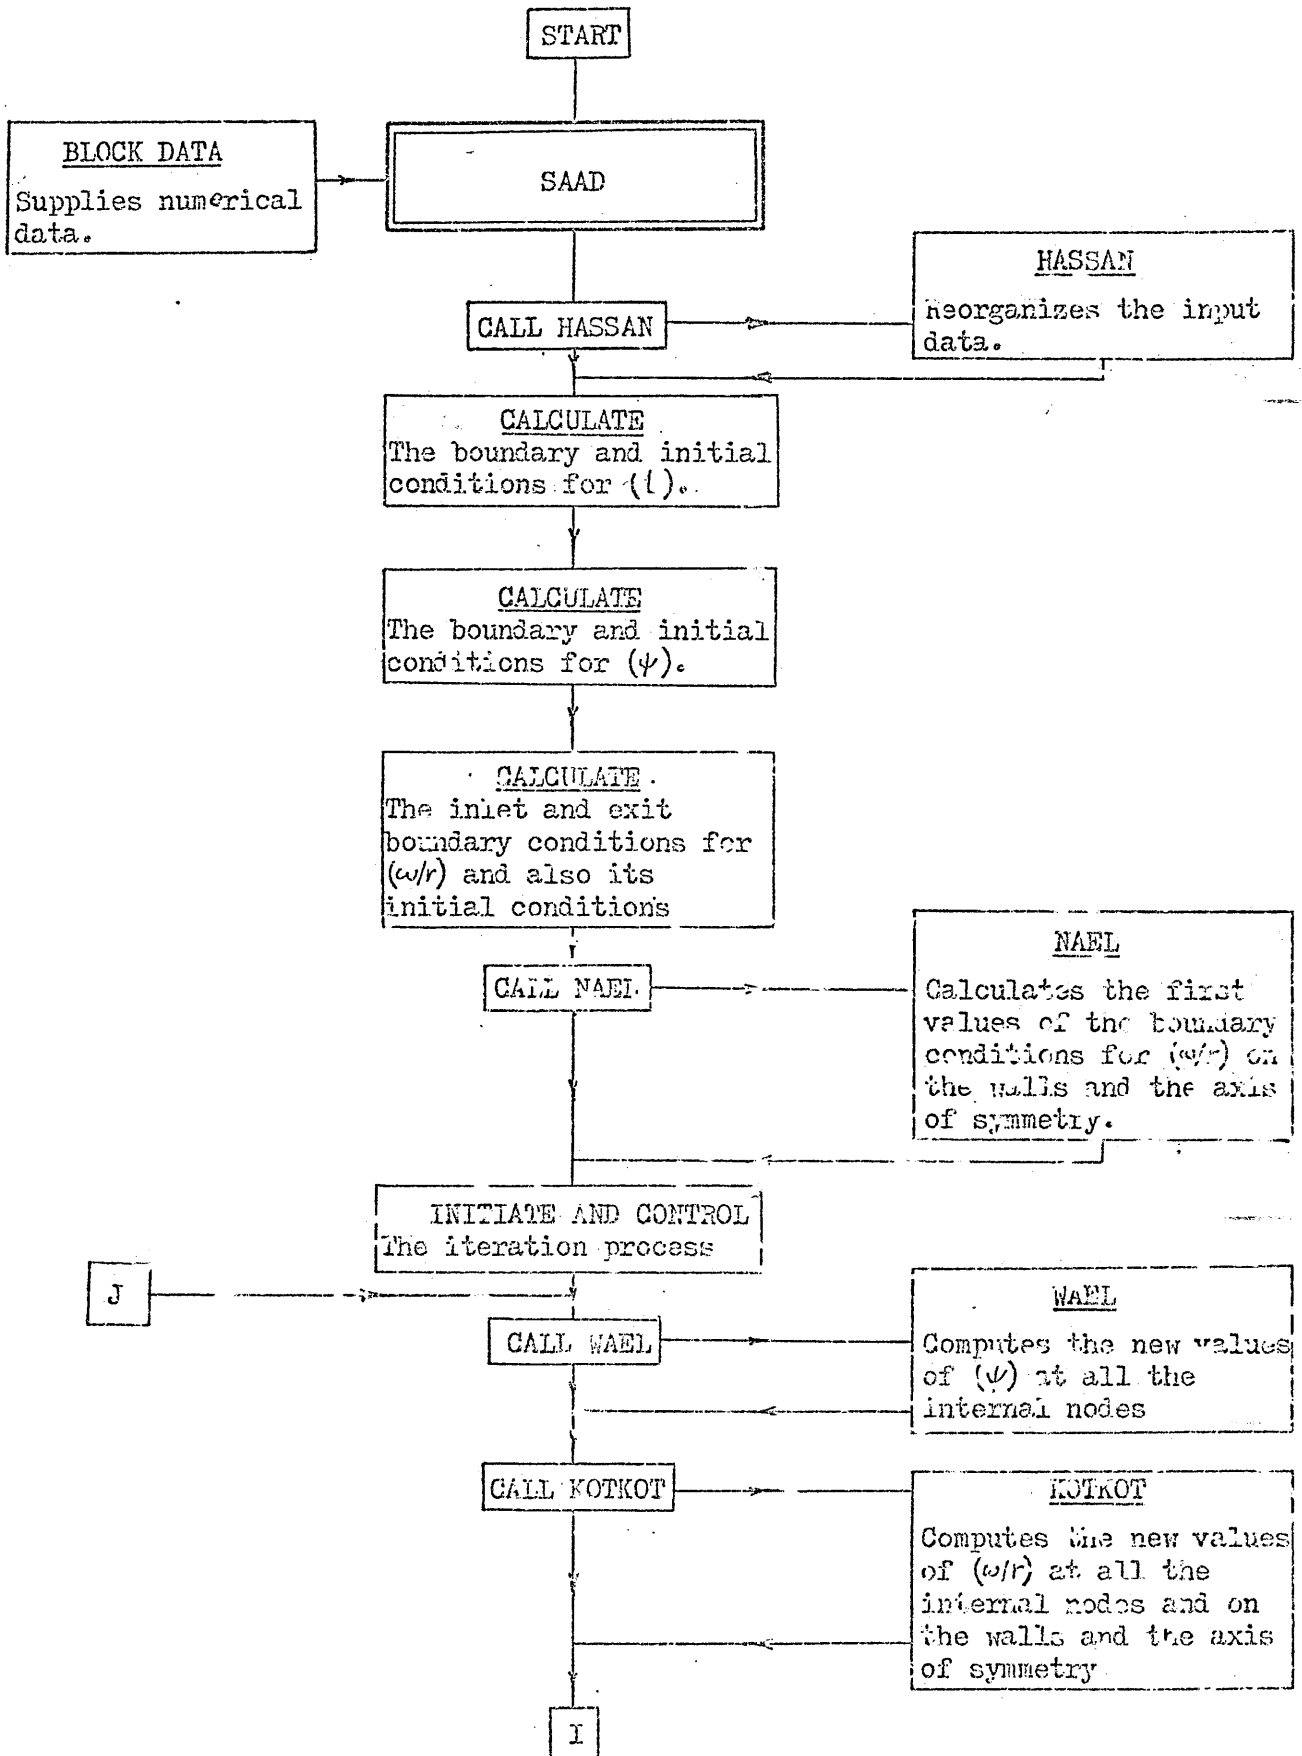 START
BLOCK DATA
Supplies numerical
data.
SAAD
HASSAN
Reorganizes the input
data.
CALL HASSAN
CALCULATE
The boundary and initial
conditions for (l).
CALCULATE
The boundary and initial
conditions for (ψ).
CALCULATE
The inlet and exit
boundary conditions for
(ω/r) and also its
initial conditions
CALL NAEL
NAEL
Calculates the first
values of the boundary
conditions for (ω/r) on
the walls and the axis
of symmetry.
INITIATE AND CONTROL
The iteration process
J
CALL WAEL
WAEL
Computes the new values
of (ψ) at all the
internal nodes
CALL KOTKOT
KOTKOT
Computes the new values
of (ω/r) at all the
internal nodes and on
the walls and the axis
of symmetry
I